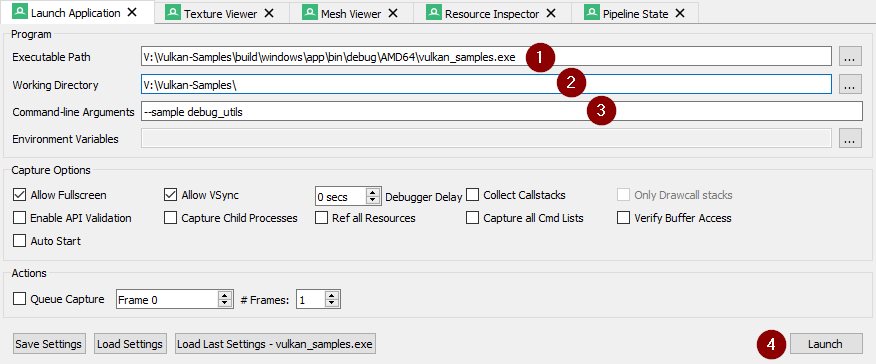 Launch Application Texture Viewer Mesh Viewer Resource Inspector Pipeline State
Program
Executable Path V:\Vulkan-Samples\build\windows\app\bin\debug\AMD64\vulkan_samples.exe 1 ...
Working Directory V:\Vulkan-Samples\ 2 ...
Command-line Arguments --sample debug_utils 3
Environment Variables ...
Capture Options
Allow Fullscreen Allow VSync 0 secs Debugger Delay Collect Callstacks Only Drawcall stacks
Enable API Validation Capture Child Processes Ref all Resources Capture all Cmd Lists Verify Buffer Access
Auto Start
Actions
Queue Capture Frame 0 # Frames: 1
Save Settings Load Settings Load Last Settings - vulkan_samples.exe 4 Launch